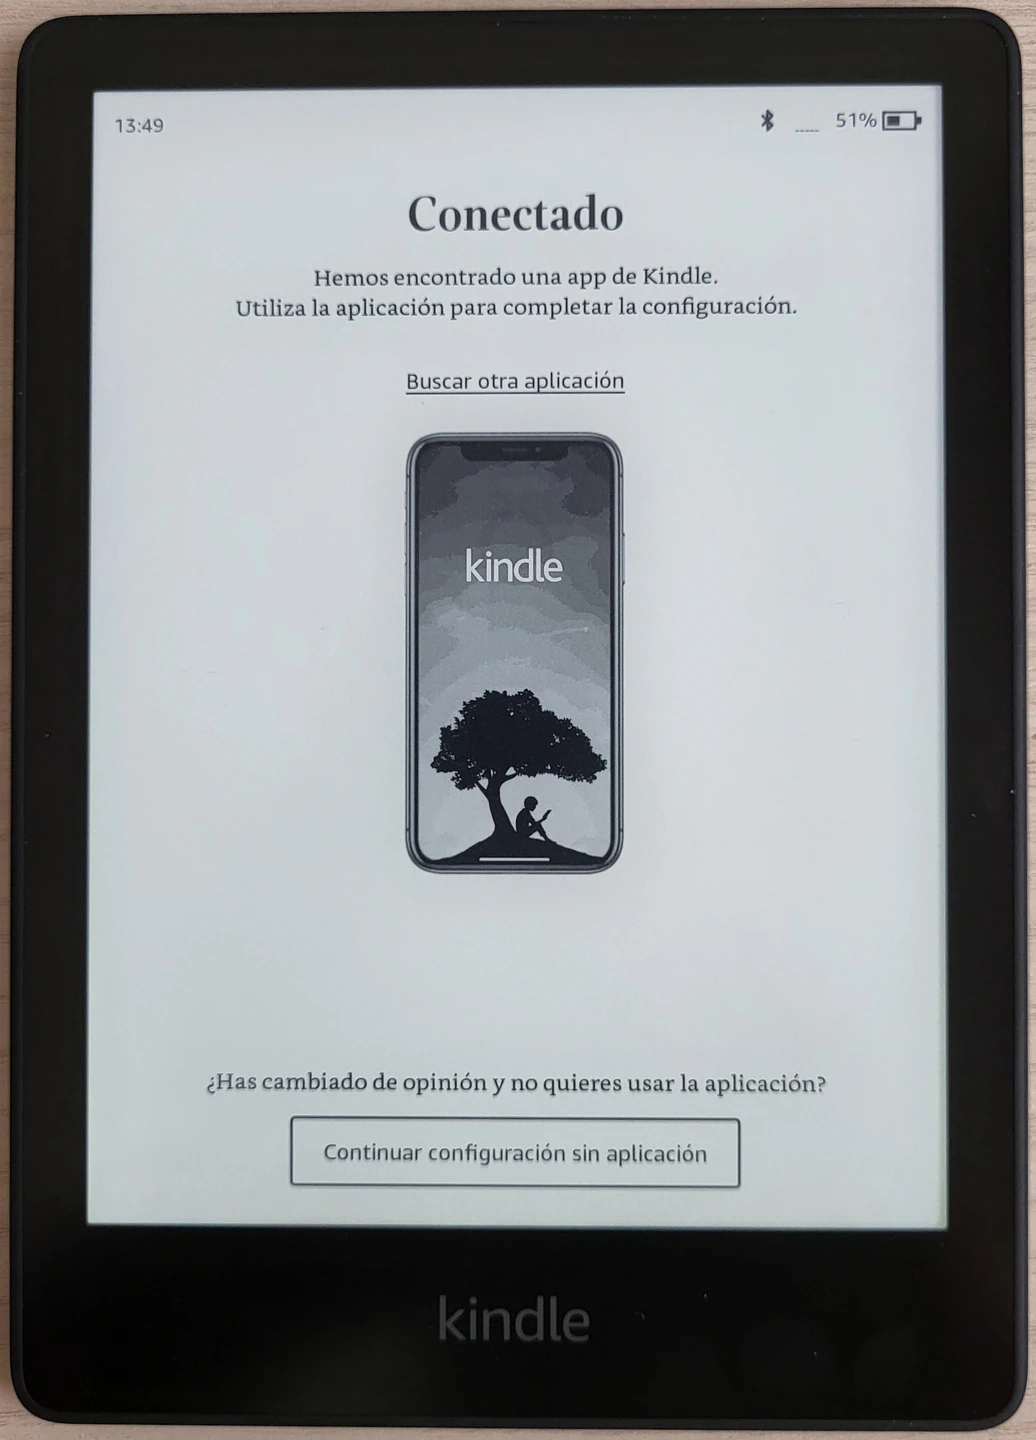 13:49
51%
Conectado
Hemos encontrado una app de Kindle.
Utiliza la aplicación para completar la configuración.
Buscar otra aplicación
kindle
¿Has cambiado de opinión y no quieres usar la aplicación?
Continuar configuración sin aplicación
kindle